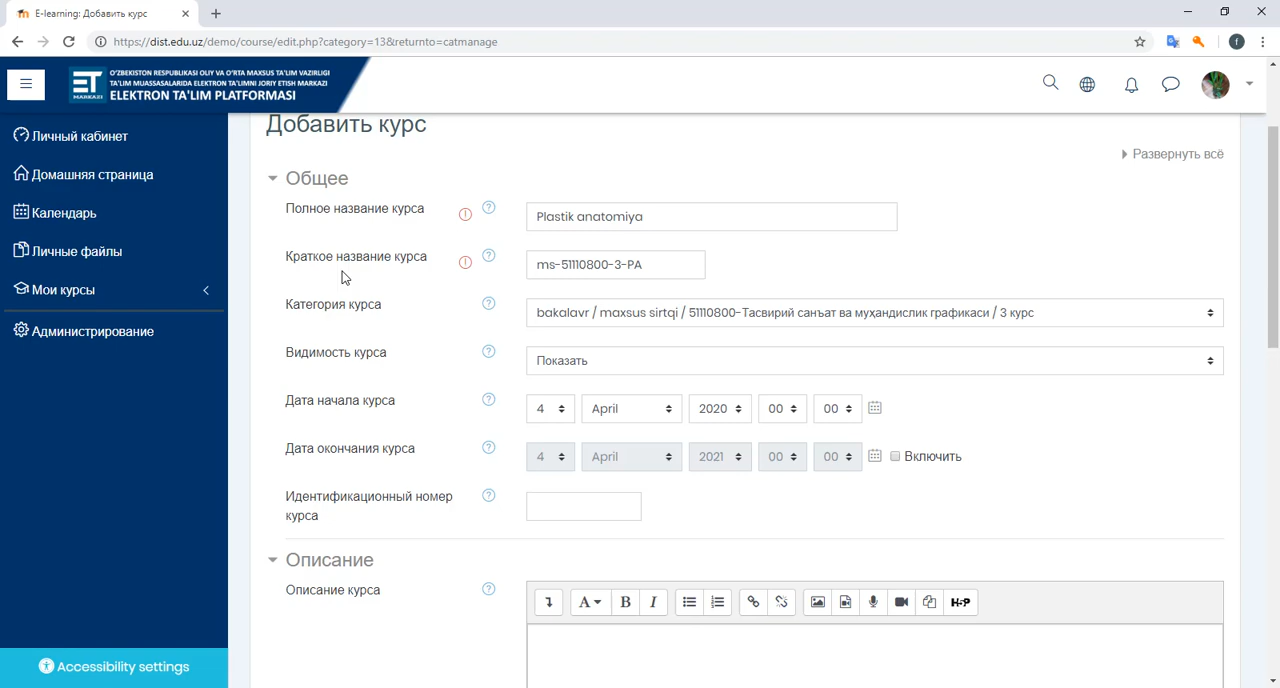 E-learning: Добавить курс
https://dist.edu.uz/demo/course/edit.php?category=13&returnto=catmanage
f
ET
MARKAZI
O'ZBEKISTON RESPUBLIKASI OLIY VA O'RTA MAXSUS TA'LIM VAZIRLIGI
TA'LIM MUASSASALARIDA ELEKTRON TA'LIMNI JORIY ETISH MARKAZI
ELEKTRON TA'LIM PLATFORMASI
Личный кабинет
Домашняя страница
Календарь
Личные файлы
Мои курсы
Администрирование
Accessibility settings
Добавить курс
Развернуть всё
Общее
Полное название курса
Plastik anatomiya
Краткое название курса
ms-51110800-3-PA
Категория курса
bakalavr / maxsus sirtqi / 51110800-Тасвирий санъат ва муҳандислик графикаси / 3 курс
Видимость курса
Показать
Дата начала курса
4 April 2020 00 00
Дата окончания курса
4 April 2021 00 00 Включить
Идентификационный номер
курса
Описание
Описание курса
A B I H-P